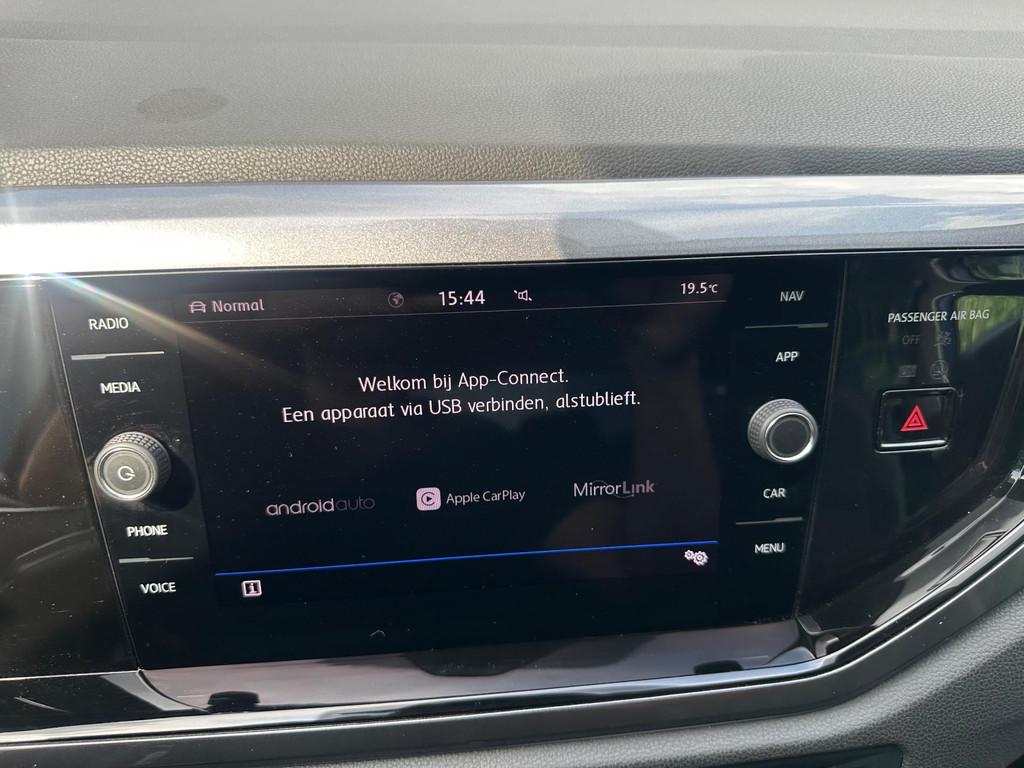 Normal
15:44
19.5°C
RADIO
MEDIA
PHONE
VOICE
Welkom bij App-Connect.
Een apparaat via USB verbinden, alstublieft.
androidauto
Apple CarPlay
MirrorLink
NAV
APP
CAR
MENU
PASSENGER AIR BAG
OFF